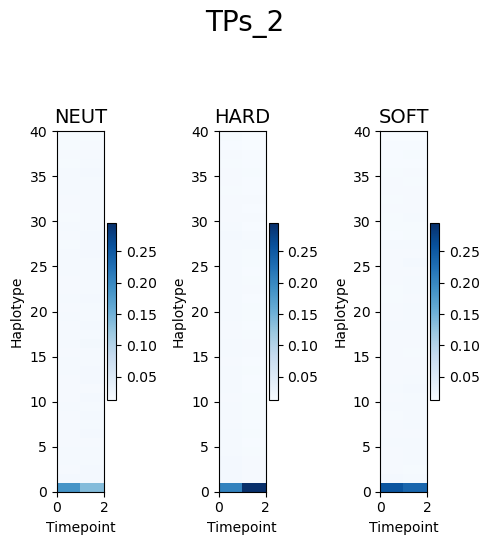 TPs_2
NEUT HARD SOFT
40 40 40
35 35 35
30 30 30
25 25 25
20 20 20
15 15 15
10 10 10
5 5 5
0 0 0
0 2 0 2 0 2
Haplotype Haplotype Haplotype
Timepoint Timepoint Timepoint
0.25 0.25 0.25
0.20 0.20 0.20
0.15 0.15 0.15
0.10 0.10 0.10
0.05 0.05 0.05